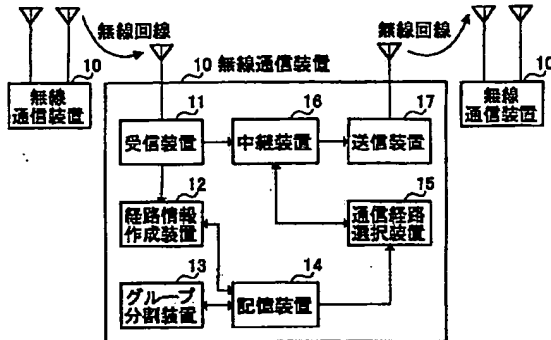 無線回線
無線回線
10
無線
通信装置
10
無線通信装置
10
無線
通信装置
11
受信装置
16
中継装置
17
送信装置
12
経路情報
作成装置
15
通信経路
選択装置
13
グループ
分割装置
14
記憶装置